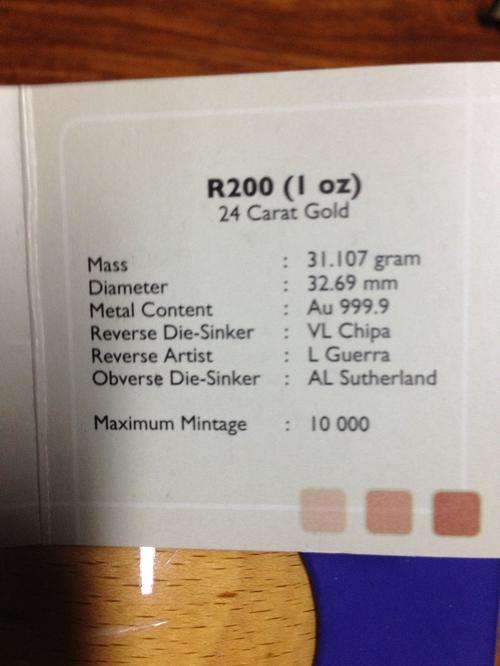 R200 (1 oz)
24 Carat Gold
Mass : 31.107 gram
Diameter : 32.69 mm
Metal Content : Au 999.9
Reverse Die-Sinker : VL Chipa
Reverse Artist : L Guerra
Obverse Die-Sinker : AL Sutherland
Maximum Mintage : 10 000